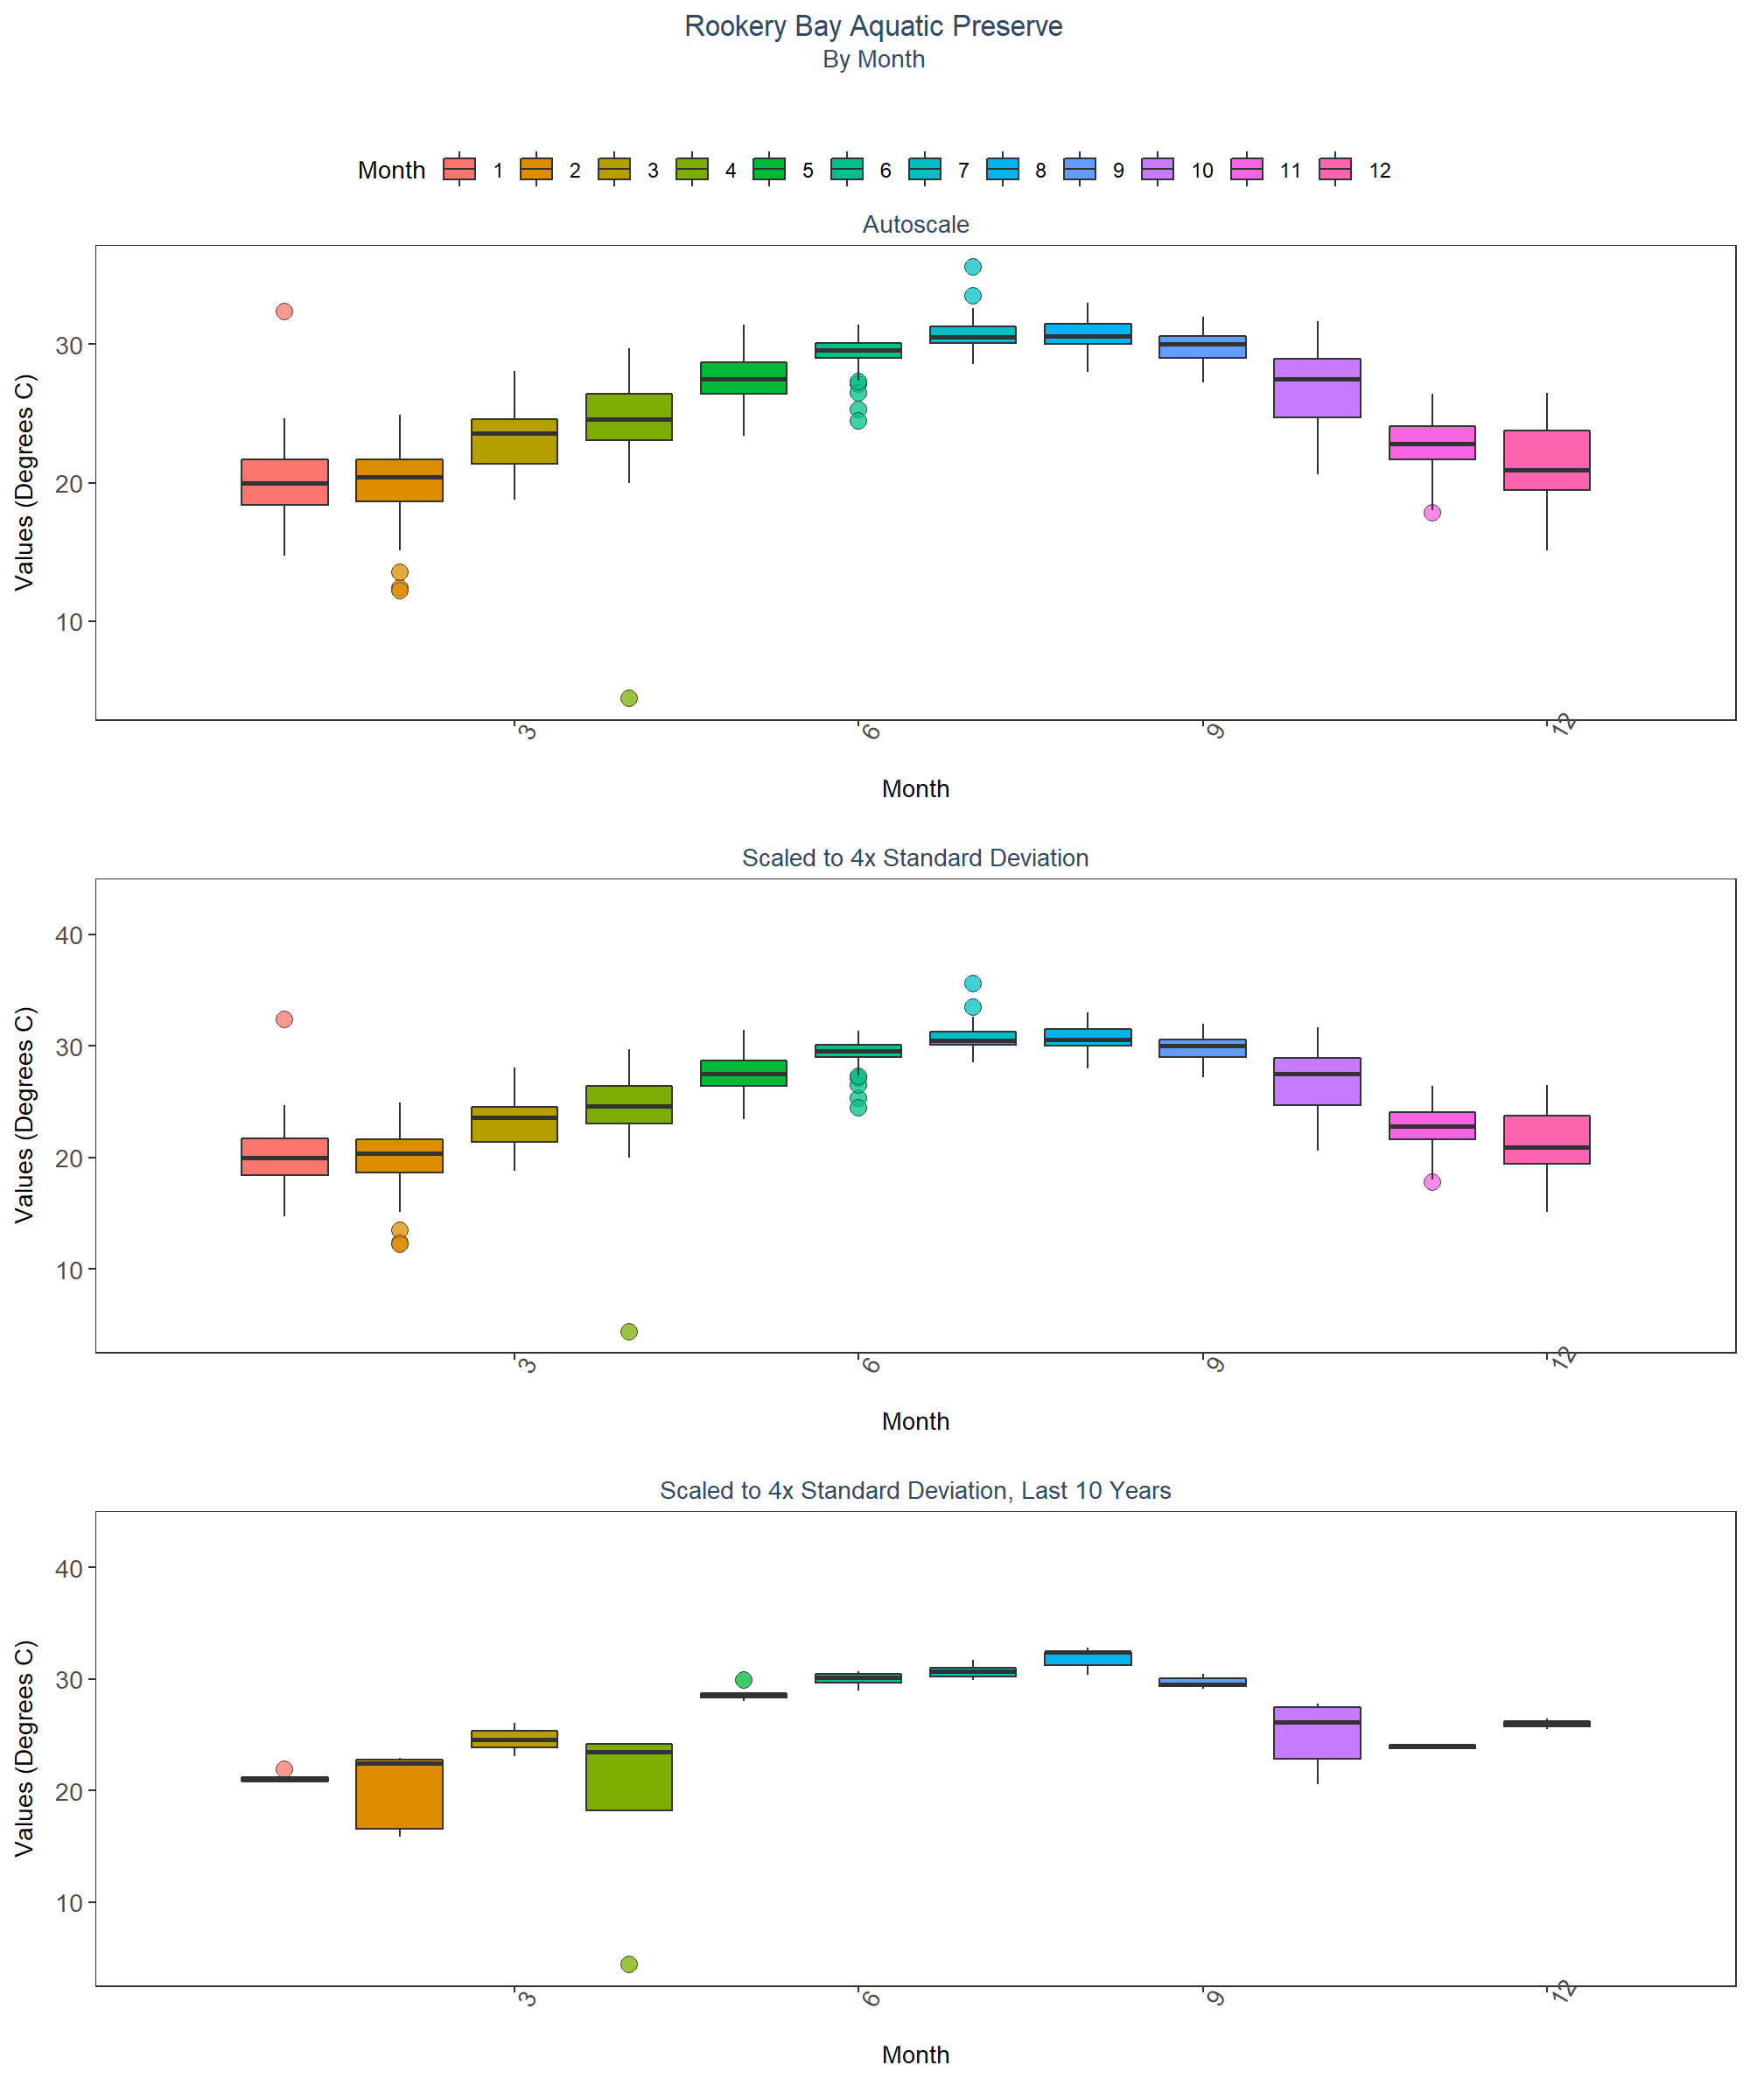 Rookery Bay Aquatic Preserve
By Month
Month 1 2 3 4 5 6 7 8 9 10 11 12
Autoscale
Values (Degrees C)
30
20
10
3 6 9 12
Month
Scaled to 4x Standard Deviation
Values (Degrees C)
40
30
20
10
3 6 9 12
Month
Scaled to 4x Standard Deviation, Last 10 Years
Values (Degrees C)
40
30
20
10
3 6 9 12
Month